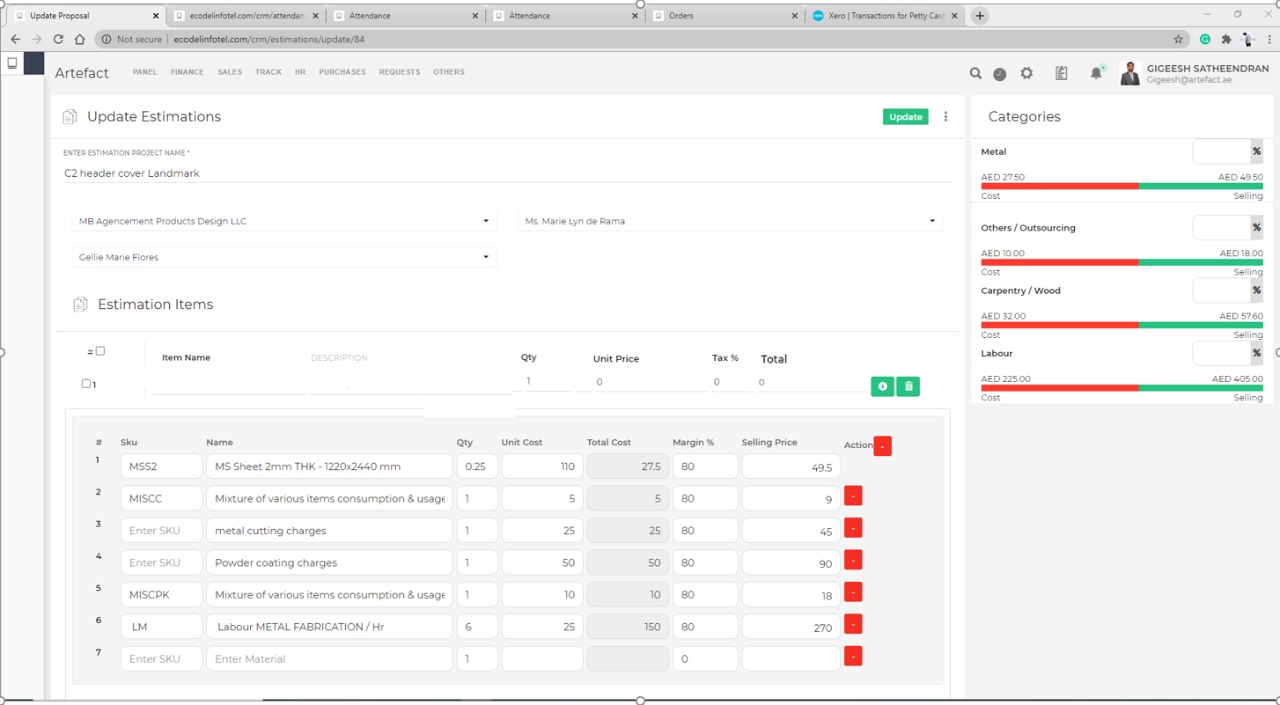 Update Proposal
ecodelinfotel.com/crm/attendan
Attendance
Attendance
Orders
Xero | Transactions for Petty Cas
Not secure | ecodelinfotel.com/crm/estimations/update/84
Artefact PANEL FINANCE SALES TRACK HR PURCHASES REQUESTS OTHERS
GIGEESH SATHEENDRAN
Gigeesh@artefact.ae
Update Estimations Update
ENTER ESTIMATION PROJECT NAME *
C2 header cover Landmark
MB Agencement Products Design LLC Ms. Marie Lyn de Rama
Gellie Marie Flores
Estimation Items
# Item Name DESCRIPTION Qty Unit Price Tax % Total
1 1 0 0 0
# Sku Name Qty Unit Cost Total Cost Margin % Selling Price Action -
1 MSS2 MS Sheet 2mm THK - 1220x2440 mm 0.25 110 27.5 80 49.5
2 MISCC Mixture of various items consumption & usage 1 5 5 80 9 -
3 Enter SKU metal cutting charges 1 25 25 80 45 -
4 Enter SKU Powder coating charges 1 50 50 80 90 -
5 MISCPK Mixture of various items consumption & usage 1 10 10 80 18 -
6 LM Labour METAL FABRICATION / Hr 6 25 150 80 270 -
7 Enter SKU Enter Material 1 0 -
Categories
Metal %
AED 27.50 AED 49.50
Cost Selling
Others / Outsourcing %
AED 10.00 AED 18.00
Cost Selling
Carpentry / Wood %
AED 32.00 AED 57.60
Cost Selling
Labour %
AED 225.00 AED 405.00
Cost Selling